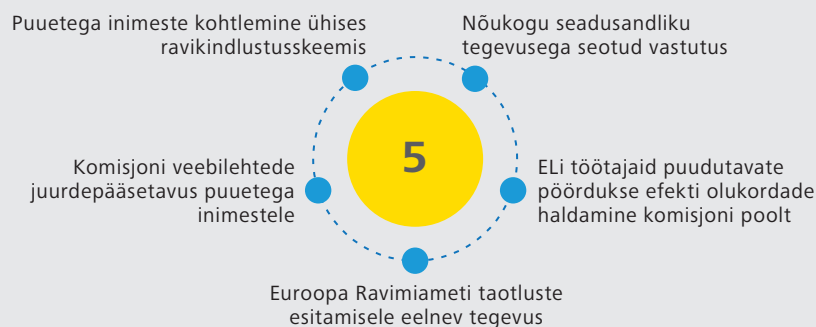 Puuetega inimeste kohtlemine ühises
ravikindlustusskeemis
Nõukogu seadusandliku
tegevusega seotud vastutus
5
Komisjoni veebilehtede
juurdepääsetavus puuetega
inimestele
ELi töötajaid puudutavate
pöördukse efekti olukordade
haldamine komisjoni poolt
Euroopa Ravimiameti taotluste
esitamisele eelnev tegevus